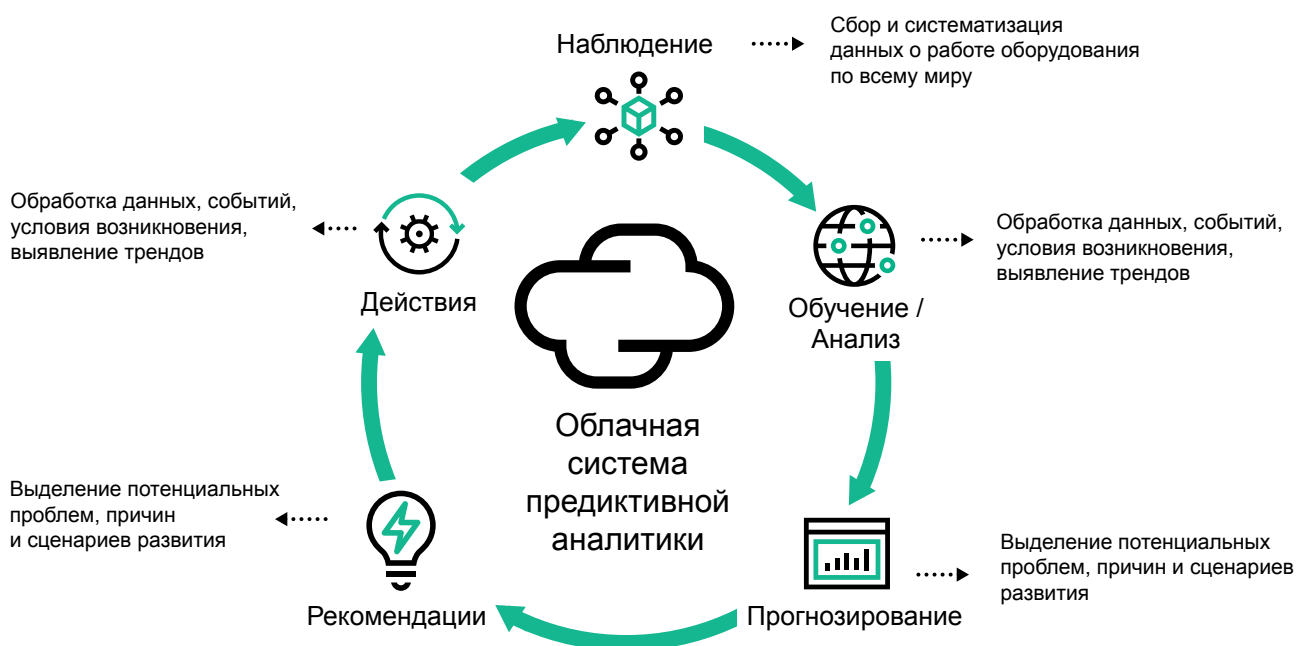 Наблюдение
Сбор и систематизация
данных о работе оборудования
по всему миру
Обработка данных, событий,
условия возникновения,
выявление трендов
Действия
Обучение /
Анализ
Обработка данных, событий,
условия возникновения,
выявление трендов
Облачная
система
предиктивной
аналитики
Выделение потенциальных
проблем, причин
и сценариев развития
Рекомендации
Прогнозирование
Выделение потенциальных
проблем, причин и сценариев
развития